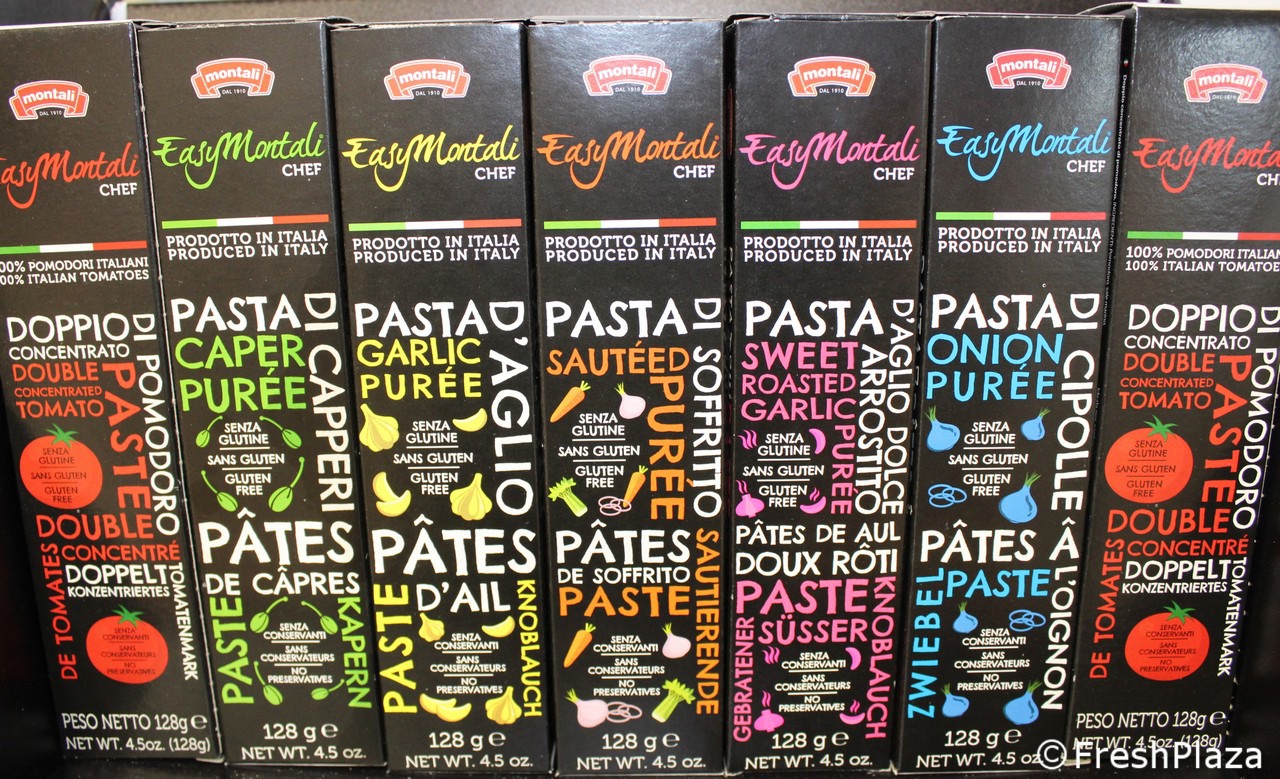 montali
DAL 1910
EasyMontali
CHEF
100% POMODORI ITALIANI
100% ITALIAN TOMATOES
DOPPIO
CONCENTRATO
DI POMODORO
DOUBLE
CONCENTRATED
TOMATO
PASTE
SENZA
GLUTINE
SANS GLUTEN
GLUTEN
FREE
DOUBLE
CONCENTRÉ
DE TOMATES
DOPPELT
KONZENTRIERTES
TOMATENMARK
SENZA
CONSERVANTI
SANS
CONSERVATEURS
NO
PRESERVATIVES
PESO NETTO 128g e
NT WT. 4.5oz. (128g)
montali
DAL 1910
EasyMontali
CHEF
PRODOTTO IN ITALIA
PRODUCED IN ITALY
PASTA
DI CAPPERI
CAPER
PURÉE
SENZA
GLUTINE
SANS GLUTEN
GLUTEN
FREE
PÂTES
DE CÂPRES
PASTE
KAPERN
SENZA
CONSERVANTI
SANS
CONSERVATEURS
NO
PRESERVATIVES
128 g e
NET WT. 4.5 oz.
montali
DAL 1910
EasyMontali
CHEF
PRODOTTO IN ITALIA
PRODUCED IN ITALY
PASTA
D'AGLIO
GARLIC
PURÉE
SENZA
GLUTINE
SANS GLUTEN
GLUTEN
FREE
PÂTES
D'AIL
PASTE
KNOBLAUCH
SENZA
CONSERVANTI
SANS
CONSERVATEURS
NO
PRESERVATIVES
128 g e
NET WT. 4.5 oz.
montali
DAL 1910
EasyMontali
CHEF
PRODOTTO IN ITALIA
PRODUCED IN ITALY
PASTA
DI SOFFRITTO
SAUTÉED
PURÉE
SENZA
GLUTINE
SANS GLUTEN
GLUTEN
FREE
PÂTES
DE SOFFRITO
PASTE
SAUTIERENDE
SENZA
CONSERVANTI
SANS
CONSERVATEURS
NO
PRESERVATIVES
128 g e
NET WT. 4.5 oz.
montali
DAL 1910
EasyMontali
CHEF
PRODOTTO IN ITALIA
PRODUCED IN ITALY
PASTA
D'AGLIO DOLCE
ARROSTITO
SWEET
ROASTED
GARLIC
PURÉE
SENZA
GLUTINE
SANS GLUTEN
GLUTEN
FREE
PÂTES DE AUL
DOUX RÔTI
PASTE
SÜSSER
GEBRATENER
KNOBLAUCH
SENZA
CONSERVANTI
SANS
CONSERVATEURS
NO
PRESERVATIVES
128 g e
NET WT. 4.5 oz.
montali
DAL 1910
EasyMontali
CHEF
PRODOTTO IN ITALIA
PRODUCED IN ITALY
PASTA
DI CIPOLLE
ONION
PURÉE
SENZA
GLUTINE
SANS GLUTEN
GLUTEN
FREE
PÂTES
À L'OIGNON
PASTE
ZWIEBEL
SENZA
CONSERVANTI
SANS
CONSERVATEURS
NO
PRESERVATIVES
128 g e
NET WT. 4.5 oz.
montali
DAL 1910
EasyMontali
CHEF
100% POMODORI ITALIANI
100% ITALIAN TOMATOES
DOPPIO
CONCENTRATO
DI POMODORO
DOUBLE
CONCENTRATED
TOMATO
PASTE
SENZA
GLUTINE
SANS GLUTEN
GLUTEN
FREE
DOUBLE
CONCENTRÉ
DE TOMATES
DOPPELT
KONZENTRIERTES
TOMATENMARK
SENZA
CONSERVANTI
SANS
CONSERVATEURS
NO
PRESERVATIVES
PESO NETTO 128g e
NET WT. 4.5oz. (128g)
© FreshPlaza